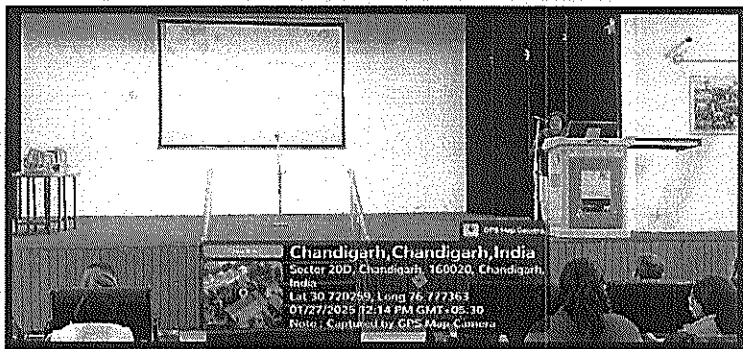 GPS Map Camera
Chandigarh, Chandigarh, India
Sector 20D, Chandigarh, 160020, Chandigarh,
India
Lat 30.720259, Long 76.777363
01/27/2025 12:14 PM GMT+05:30
Note : Captured by GPS Map Camera